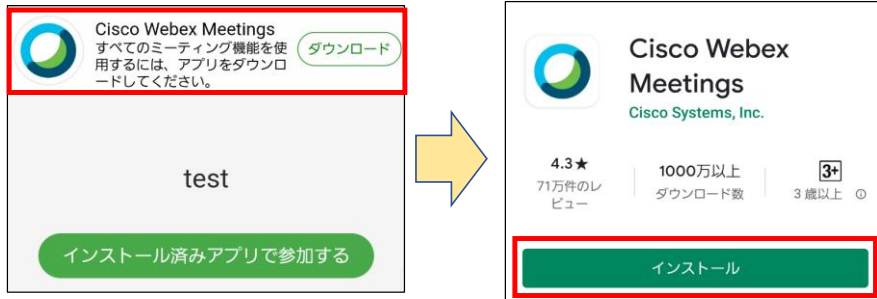 Cisco Webex Meetings
すべてのミーティング機能を使
用するには、アプリをダウンロ
ードしてください。
ダウンロード
test
インストール済みアプリで参加する
Cisco Webex
Meetings
Cisco Systems, Inc.
4.3★
71万件のレ
ビュー
1000万以上
ダウンロード数
3+
3 歳以上
インストール